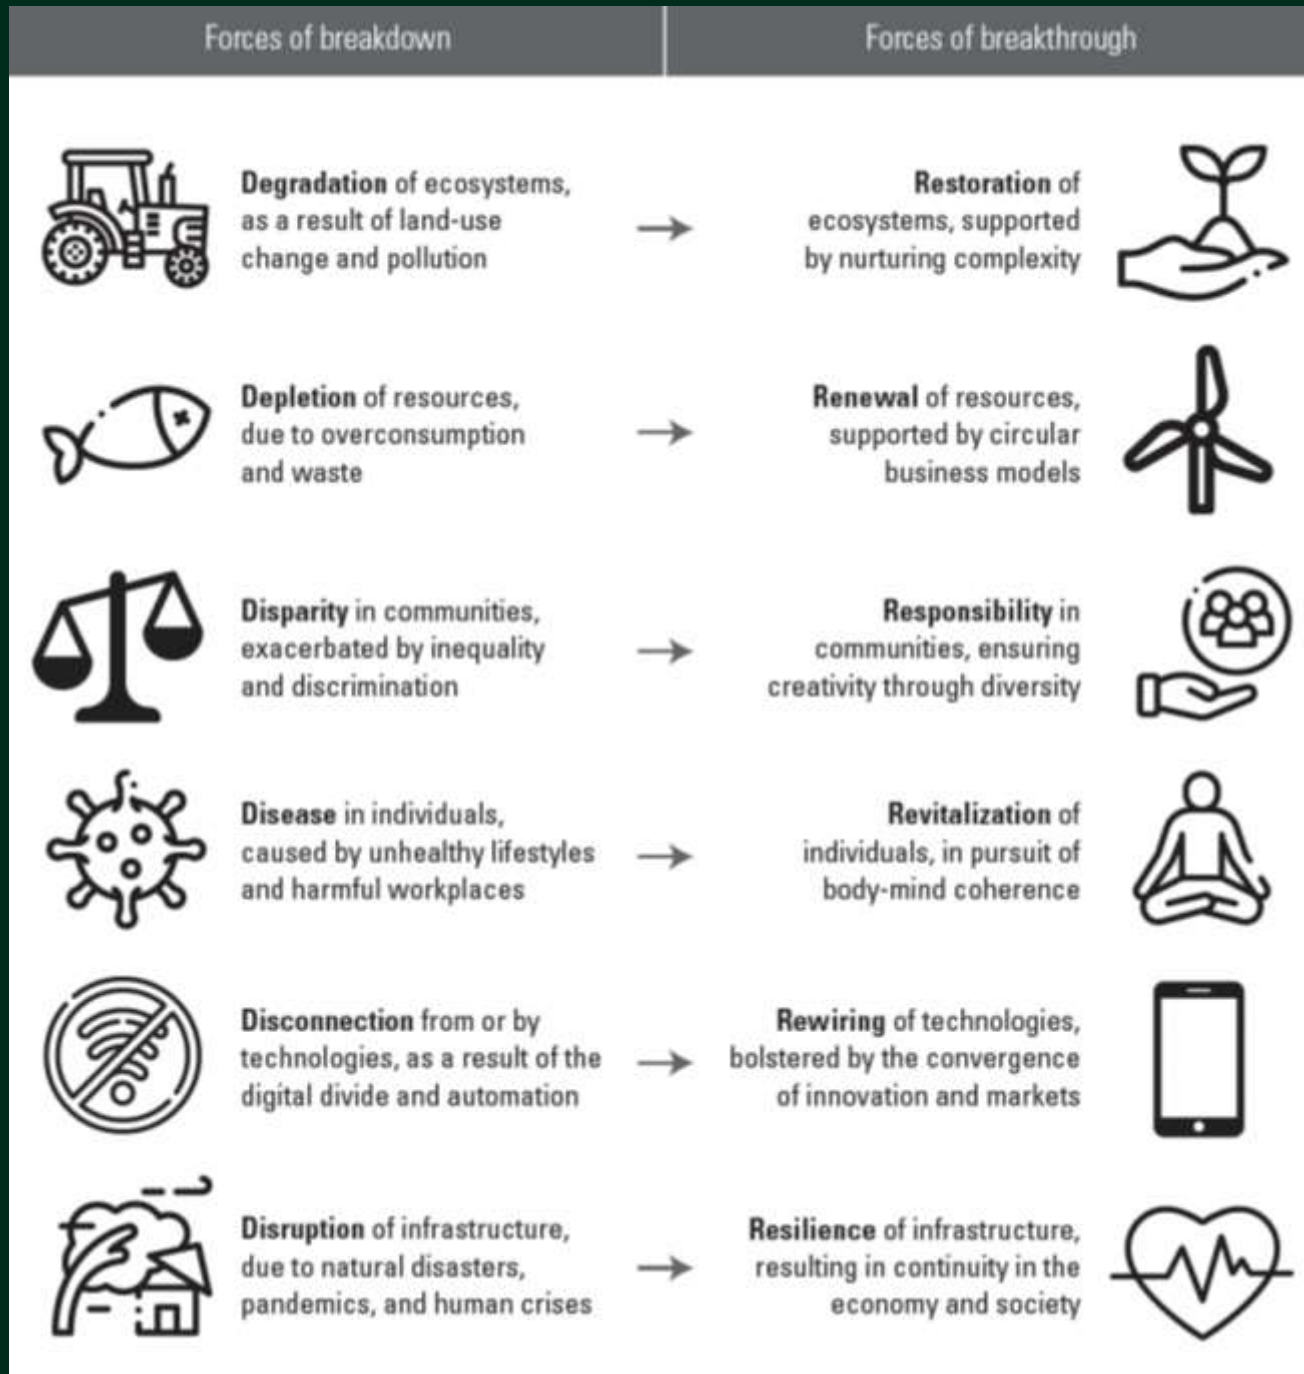 Forces of breakdown
Forces of breakthrough
Degradation of ecosystems,
as a result of land-use
change and pollution
Restoration of
ecosystems, supported
by nurturing complexity
Depletion of resources,
due to overconsumption
and waste
Renewal of resources,
supported by circular
business models
Disparity in communities,
exacerbated by inequality
and discrimination
Responsibility in
communities, ensuring
creativity through diversity
Disease in individuals,
caused by unhealthy lifestyles
and harmful workplaces
Revitalization of
individuals, in pursuit of
body-mind coherence
Disconnection from or by
technologies, as a result of the
digital divide and automation
Rewiring of technologies,
bolstered by the convergence
of innovation and markets
Disruption of infrastructure,
due to natural disasters,
pandemics, and human crises
Resilience of infrastructure,
resulting in continuity in the
economy and society